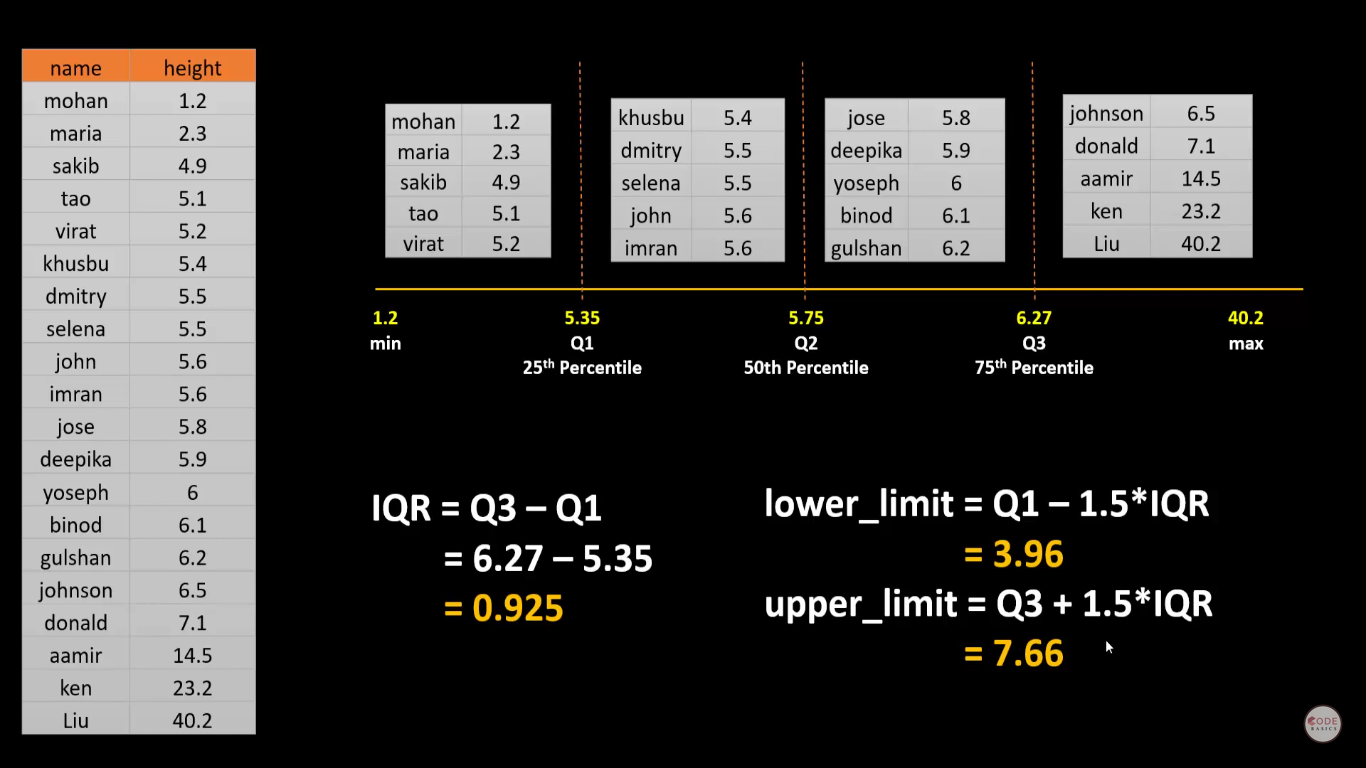 name height
mohan 1.2
maria 2.3
sakib 4.9
tao 5.1
virat 5.2
khusbu 5.4
dmitry 5.5
selena 5.5
john 5.6
imran 5.6
jose 5.8
deepika 5.9
yoseph 6
binod 6.1
gulshan 6.2
johnson 6.5
donald 7.1
aamir 14.5
ken 23.2
Liu 40.2
mohan 1.2
maria 2.3
sakib 4.9
tao 5.1
virat 5.2
khusbu 5.4
dmitry 5.5
selena 5.5
john 5.6
imran 5.6
jose 5.8
deepika 5.9
yoseph 6
binod 6.1
gulshan 6.2
johnson 6.5
donald 7.1
aamir 14.5
ken 23.2
Liu 40.2
1.2 5.35 5.75 6.27 40.2
min Q1 Q2 Q3 max
25th Percentile 50th Percentile 75th Percentile
IQR = Q3 – Q1
= 6.27 – 5.35
= 0.925
lower_limit = Q1 – 1.5*IQR
= 3.96
upper_limit = Q3 + 1.5*IQR
= 7.66
CODE
BASICS